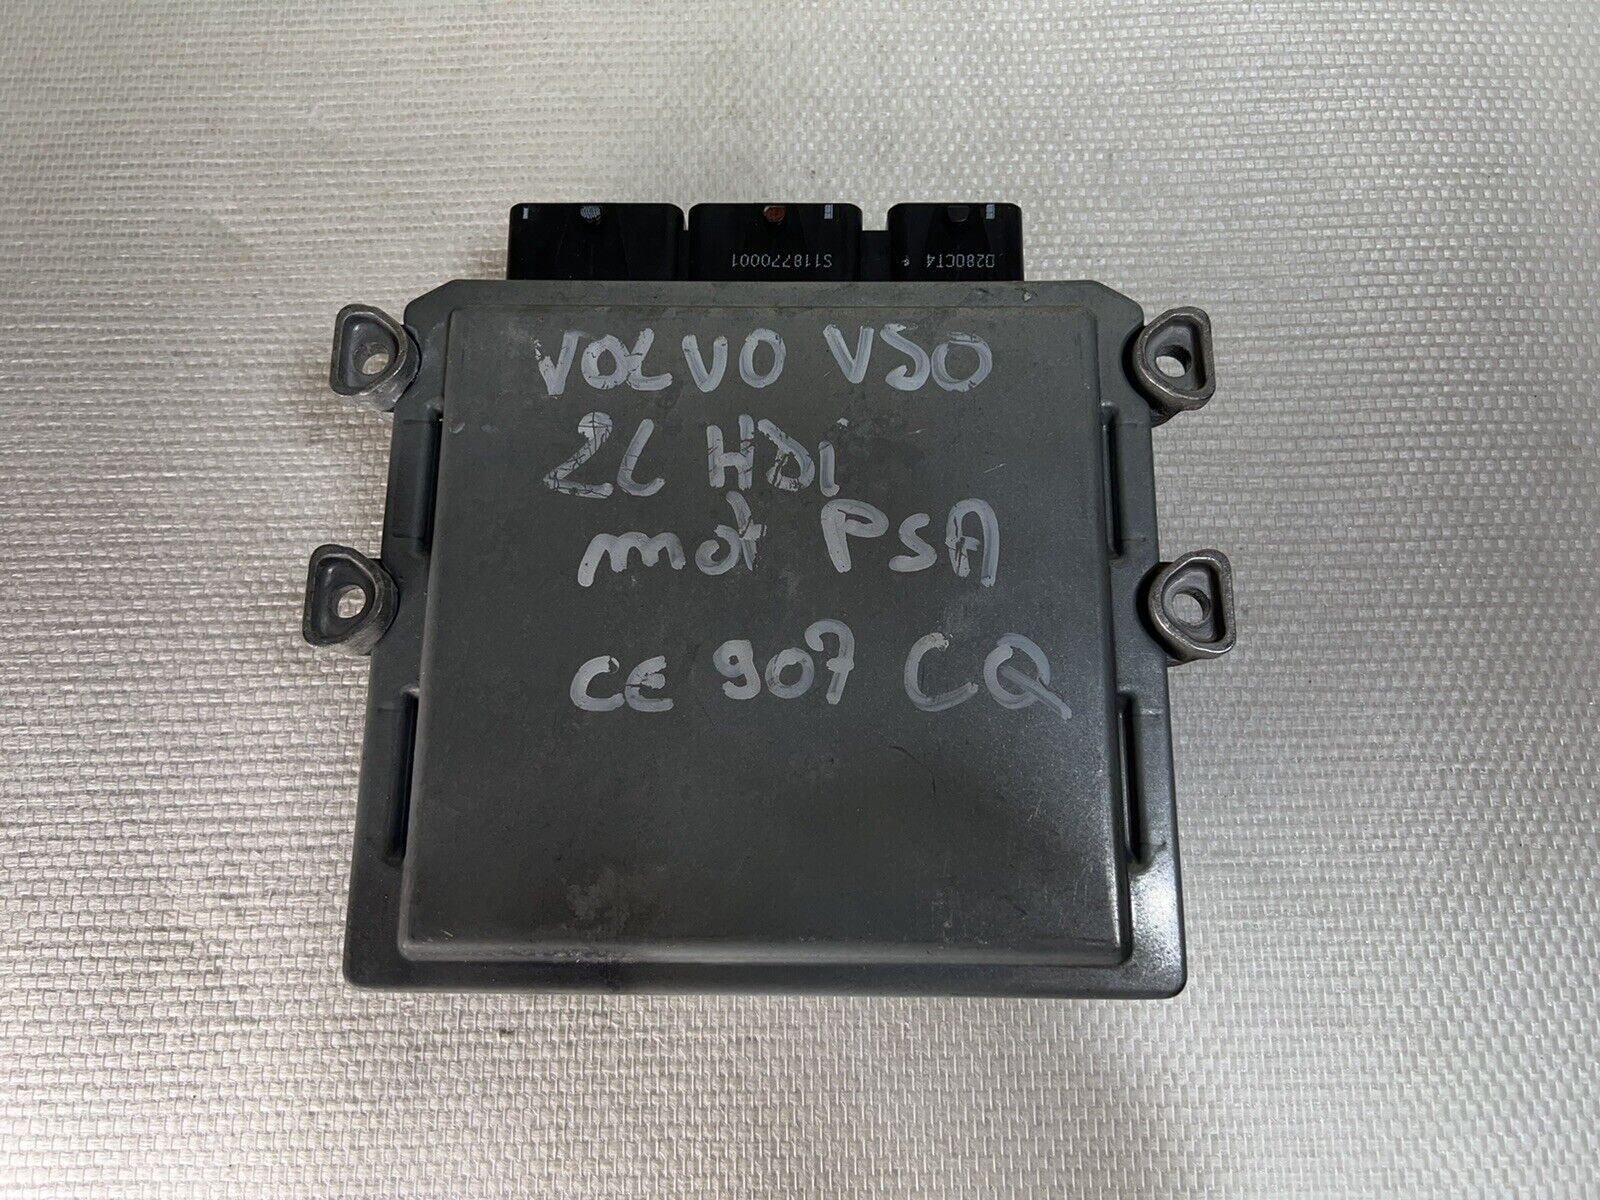 S118770001 D280CT4
VOLVO V50
2L HDi
mot PSA
CE 907 CQ